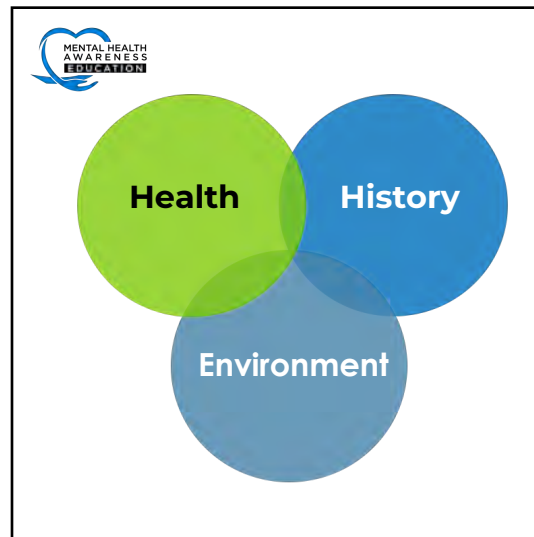 MENTAL HEALTH
AWARENESS
EDUCATION
Health
History
Environment